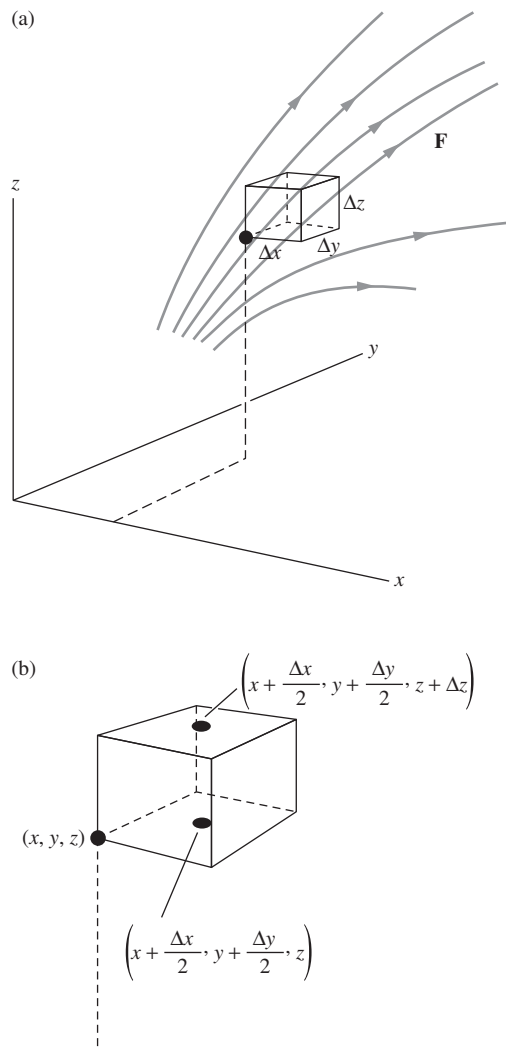 (a)
F
z
Δz
Δx
Δy
y
x
(b)
(x + Δx/2, y + Δy/2, z + Δz)
(x, y, z)
(x + Δx/2, y + Δy/2, z)